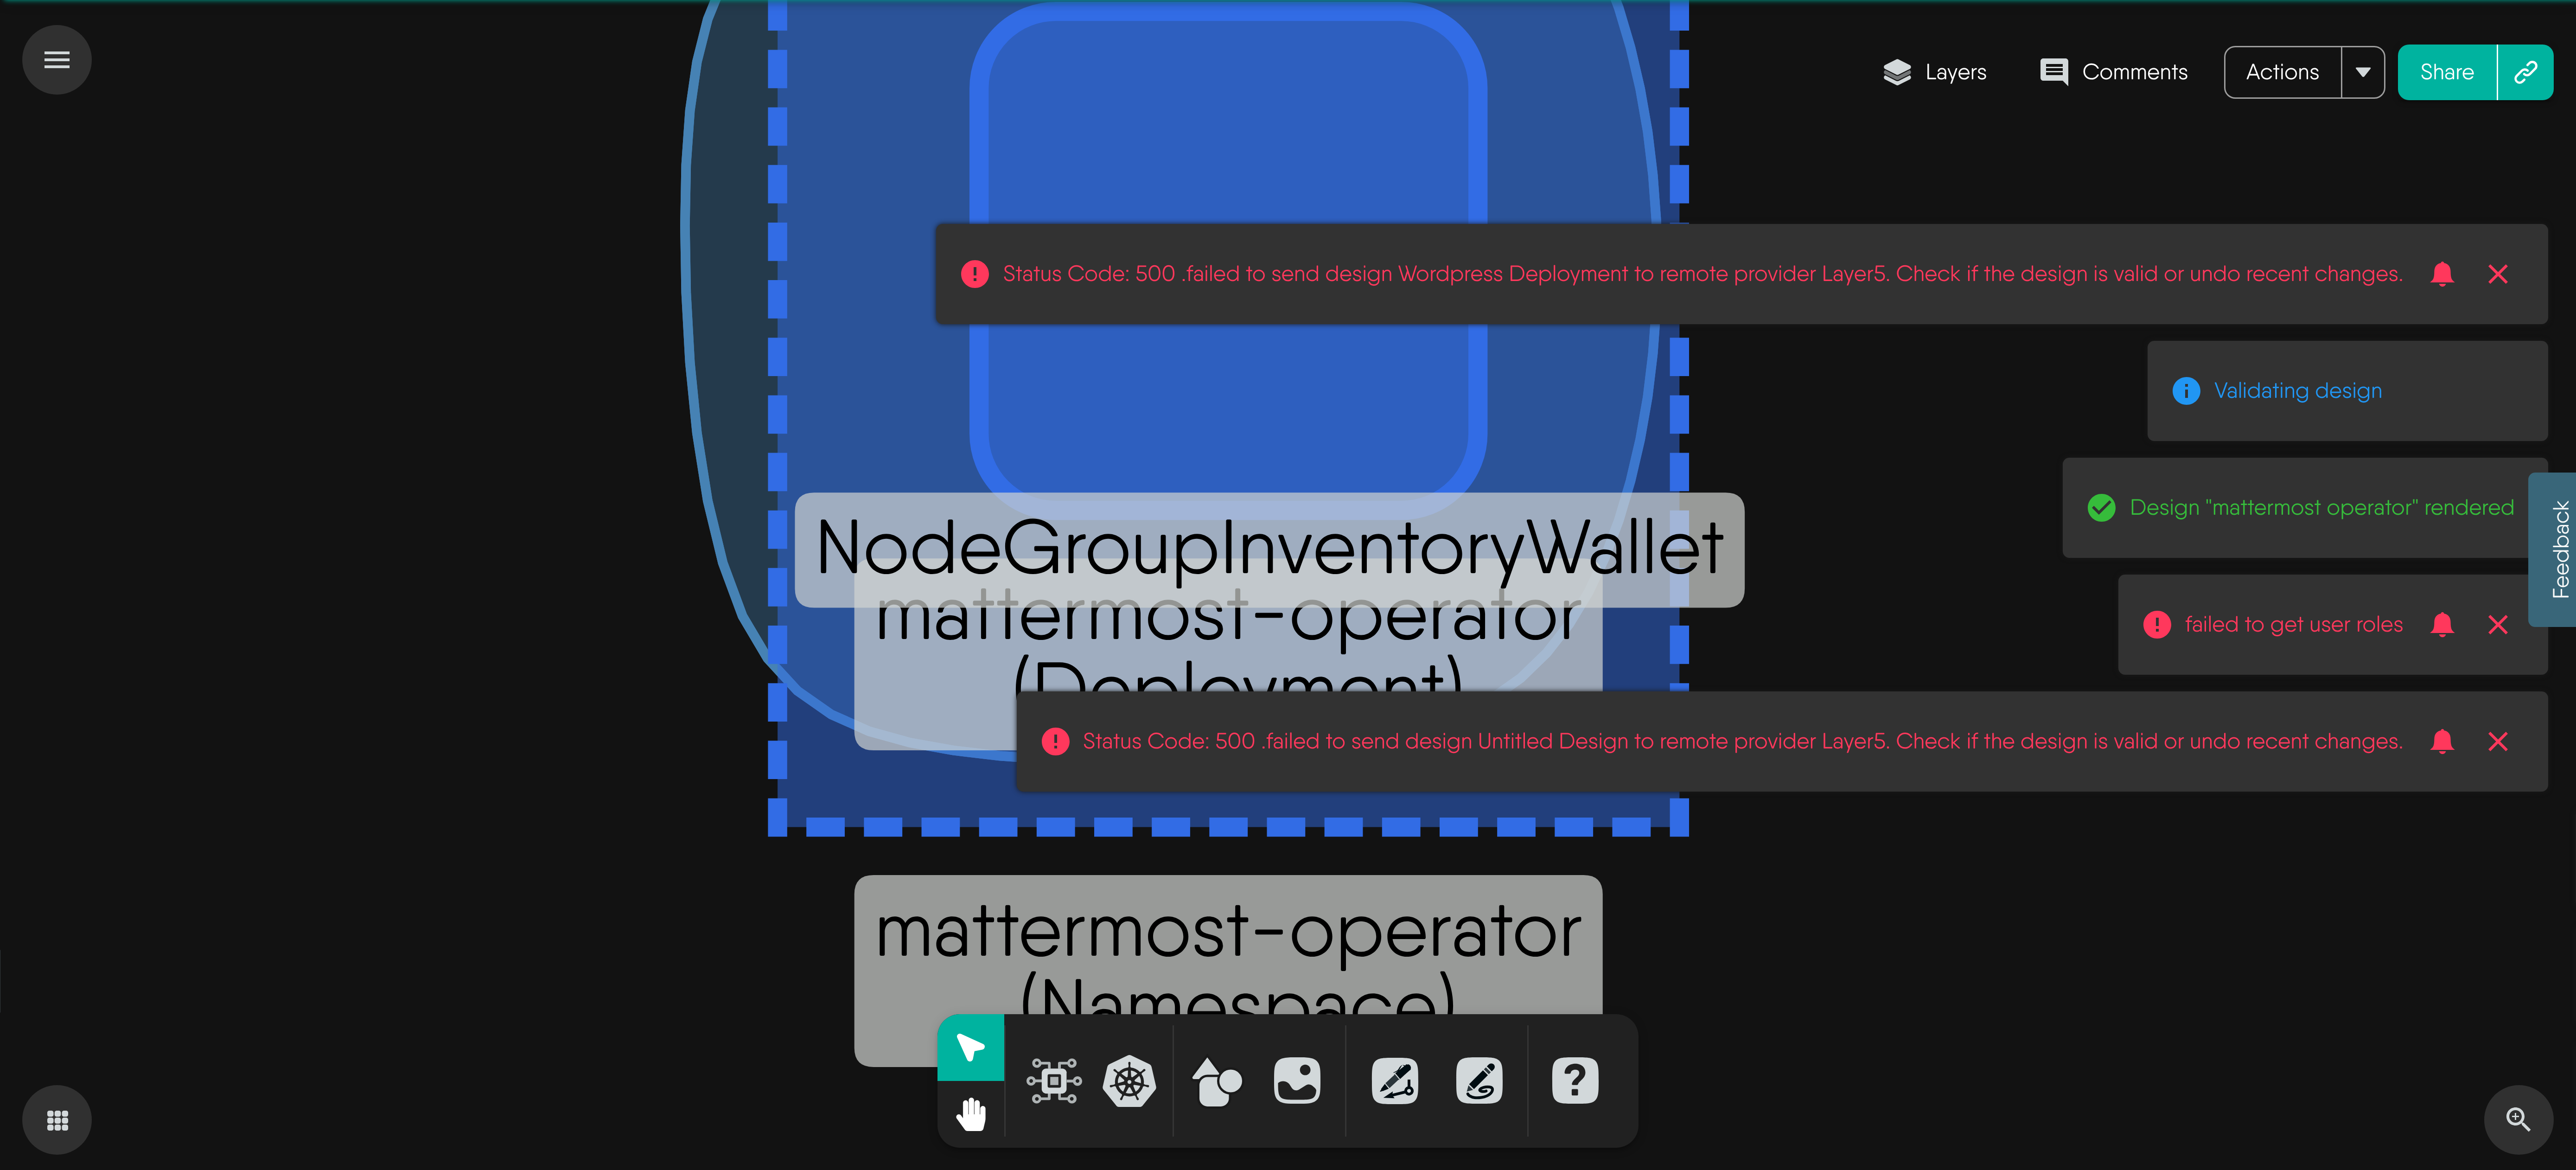 Layers
Comments
Actions
Share
Status Code: 500 .failed to send design Wordpress Deployment to remote provider Layer5. Check if the design is valid or undo recent changes.
Validating design
Design "mattermost operator" rendered
Feedback
NodeGroupInventoryWallet
failed to get user roles
mattermost-operator
(Deployment)
Status Code: 500 .failed to send design Untitled Design to remote provider Layer5. Check if the design is valid or undo recent changes.
mattermost-operator
(Namespace)
?